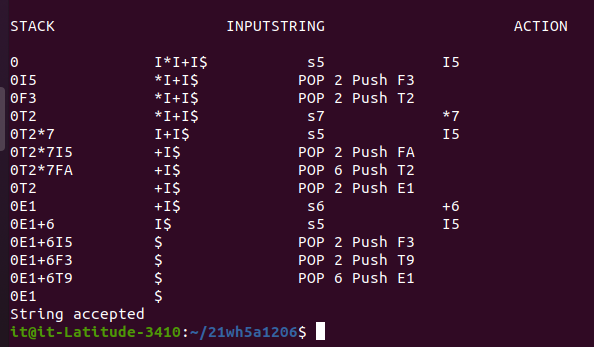 STACK                     INPUTSTRING                       ACTION
0                 I*I+I$            s5              I5
0I5               *I+I$            POP 2 Push F3
0F3               *I+I$            POP 2 Push T2
0T2               *I+I$             s7              *7
0T2*7             I+I$              s5              I5
0T2*7I5           +I$              POP 2 Push FA
0T2*7FA           +I$              POP 6 Push T2
0T2               +I$              POP 2 Push E1
0E1               +I$               s6              +6
0E1+6             I$                s5              I5
0E1+6I5           $                POP 2 Push F3
0E1+6F3           $                POP 2 Push T9
0E1+6T9           $                POP 6 Push E1
0E1               $
String accepted
it@it-Latitude-3410:~/21wh5a1206$